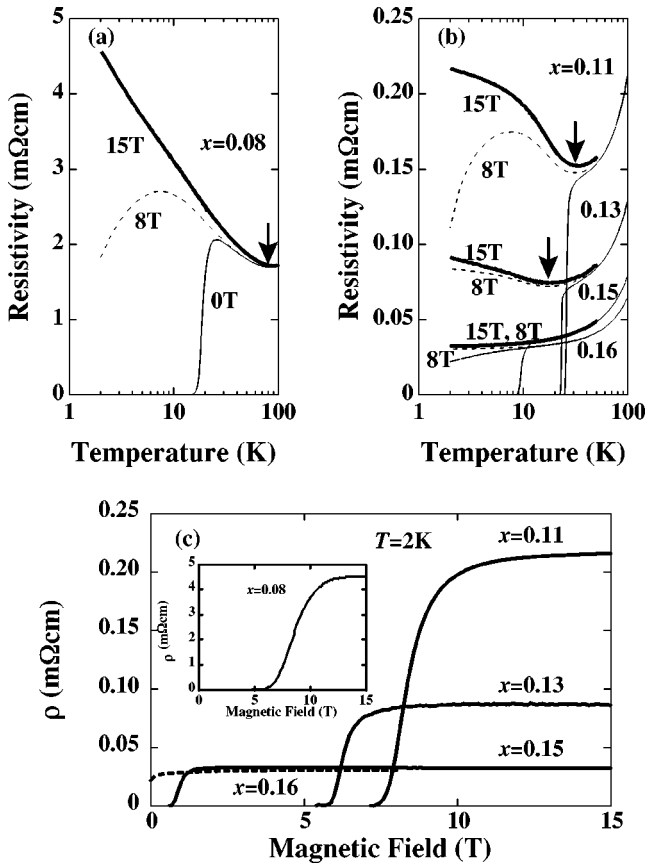 (a)
5
4
3
2
1
0
Resistivity (mΩcm)
15T
x=0.08
8T
0T
1
10
100
Temperature (K)
(b)
0.25
0.20
0.15
0.10
0.050
0
Resistivity (mΩcm)
x=0.11
15T
8T
0.13
15T
8T
0.15
15T, 8T
0.16
8T
1
10
100
Temperature (K)
(c)
T=2K
0.25
0.20
0.15
0.10
0.05
0
ρ (mΩcm)
x=0.11
x=0.13
x=0.15
x=0.16
0
5
10
15
Magnetic Field (T)
5
4
3
2
1
0
ρ (mΩcm)
x=0.08
0
5
10
15
Magnetic Field (T)